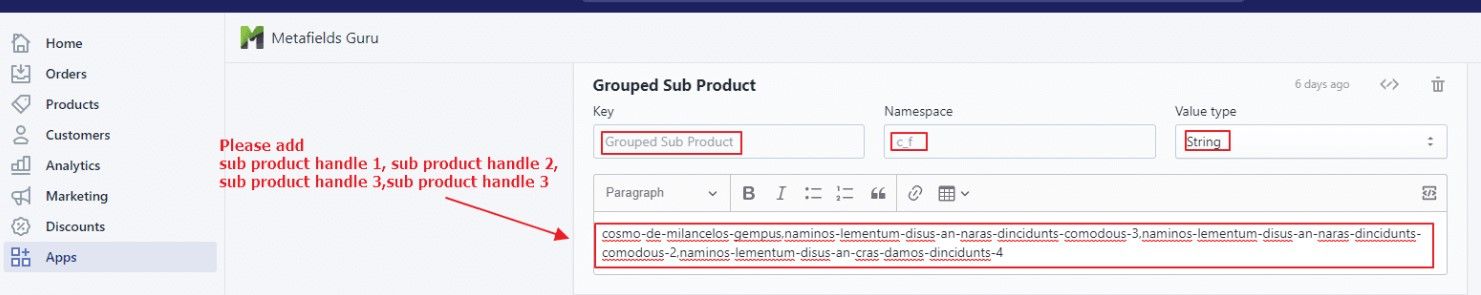 Metafields Guru
Home
Orders
Products
Customers
Analytics
Marketing
Discounts
Apps
Please add
sub product handle 1, sub product handle 2,
sub product handle 3,sub product handle 3
Grouped Sub Product
6 days ago
Key
Namespace
Value type
Grouped Sub Product
c_f
String
Paragraph
B
I
cosmo-de-milancelos-gempus,naminos-lementum-disus-an-naras-dincidunts-comodous-3,naminos-lementum-disus-an-naras-dincidunts-
comodous-2,naminos-lementum-disus-an-cras-damos-dincidunts-4